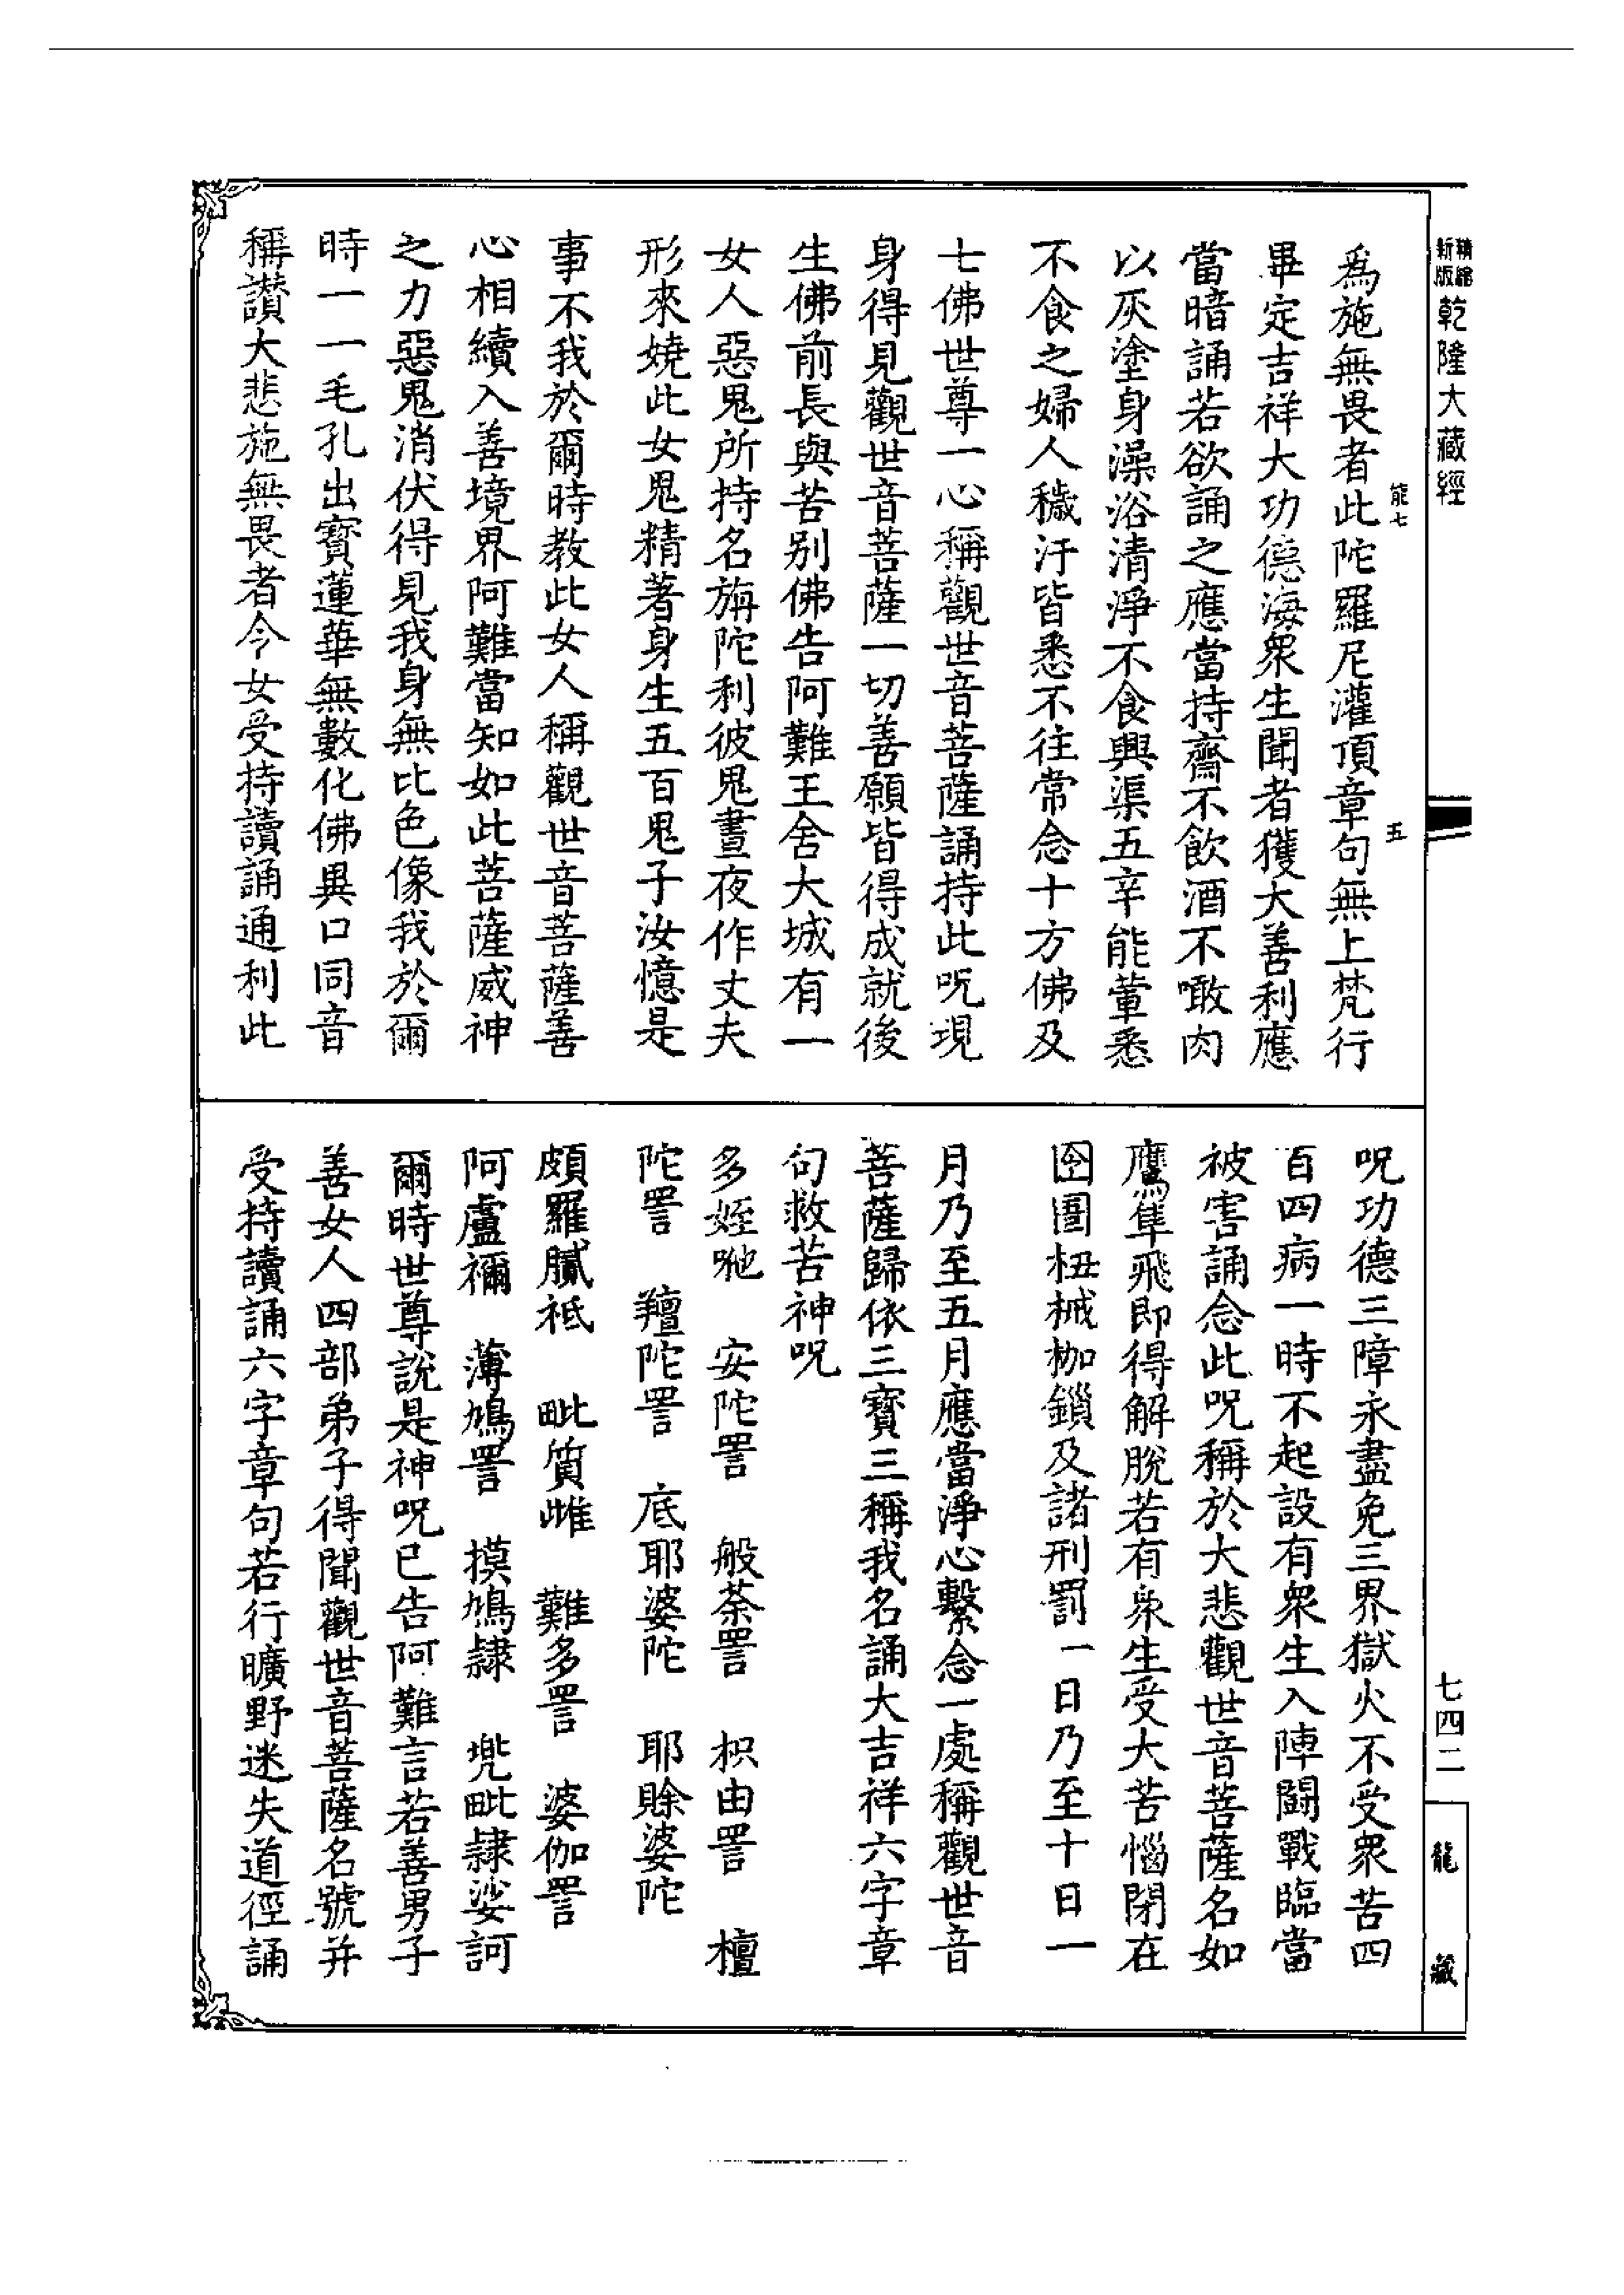 新版
精縮
乾隆大藏經
能七
五
為施無畏者此陀羅尼灌頂章句無上梵行
畢定吉祥大功德海衆生聞者獲大善利應
當暗誦若欲誦之應當持齋不飲酒不噉肉
以灰塗身澡浴清淨不食興渠五辛能葷悉
不食之婦人穢汙皆悉不往常念十方佛及
七佛世尊一心稱觀世音菩薩誦持此呪現
身得見觀世音菩薩一切善願皆得成就後
生佛前長與苦別佛告阿難王舍大城有一
女人惡鬼所持名旃陀利彼鬼晝夜作丈夫
形來嬈此女鬼精著身生五百鬼子汝憶是
事不我於爾時教此女人稱觀世音菩薩善
心相續入善境界阿難當知如此菩薩威神
之力惡鬼消伏得見我身無比色像我於爾
時一一毛孔出寶蓮華無數化佛異口同音
稱讚大悲施無畏者今女受持讀誦通利此
呪功德三障永盡免三界獄火不受衆苦四
百四病一時不起設有衆生入陣鬭戰臨當
被害誦念此呪稱於大悲觀世音菩薩名如
鷹隼飛即得解脫若有衆生受大苦惱閉在
囹圄杻械枷鎖及諸刑罰一日乃至十日一
月乃至五月應當淨心繫念一處稱觀世音
菩薩歸依三寶三稱我名誦大吉祥六字章
句救苦神呪
多姪咃　安陀詈　般荼詈　枳由詈　檀
陀詈　羶陀詈　底耶婆陀　耶賖婆陀
頗羅膩祇　毗質雌　難多詈　婆伽詈
阿盧禰　薄鳩詈　摸鳩隸　兜毗隸娑訶
爾時世尊說是神呪已告阿難言若善男子
善女人四部弟子得聞觀世音菩薩名號并
受持讀誦六字章句若行曠野迷失道徑誦
七四二
龍　藏